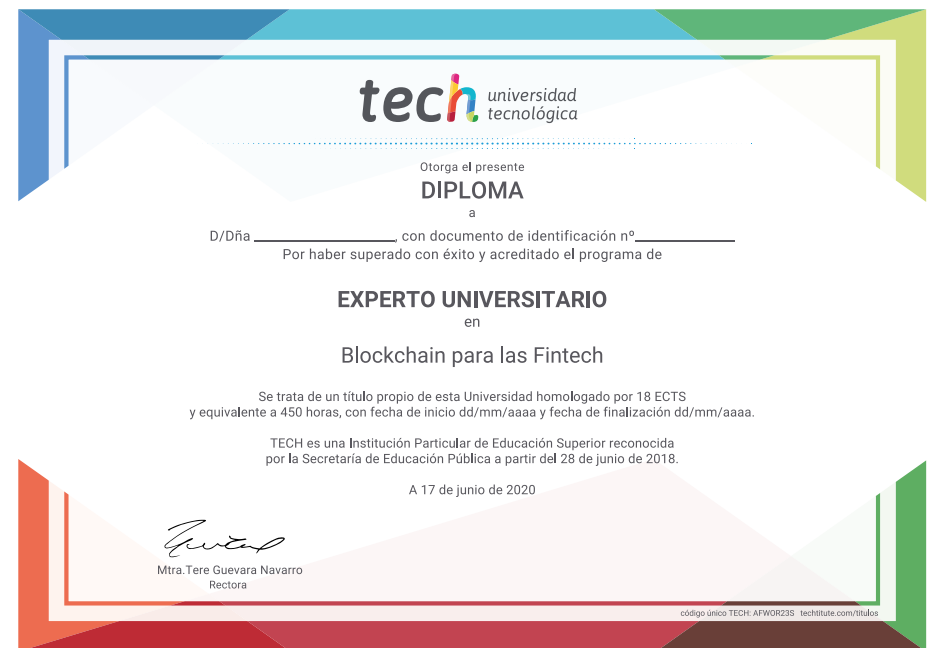 tech universidad
tecnológica
Otorga el presente
DIPLOMA
a
D/Dña ____________________, con documento de identificación nº______________
Por haber superado con éxito y acreditado el programa de
EXPERTO UNIVERSITARIO
en
Blockchain para las Fintech
Se trata de un título propio de esta Universidad homologado por 18 ECTS
y equivalente a 450 horas, con fecha de inicio dd/mm/aaaa y fecha de finalización dd/mm/aaaa.
TECH es una Institución Particular de Educación Superior reconocida
por la Secretaría de Educación Pública a partir del 28 de junio de 2018.
A 17 de junio de 2020
Mtra.Tere Guevara Navarro
Rectora
código único TECH: AFWOR23S techtitute.com/titulos